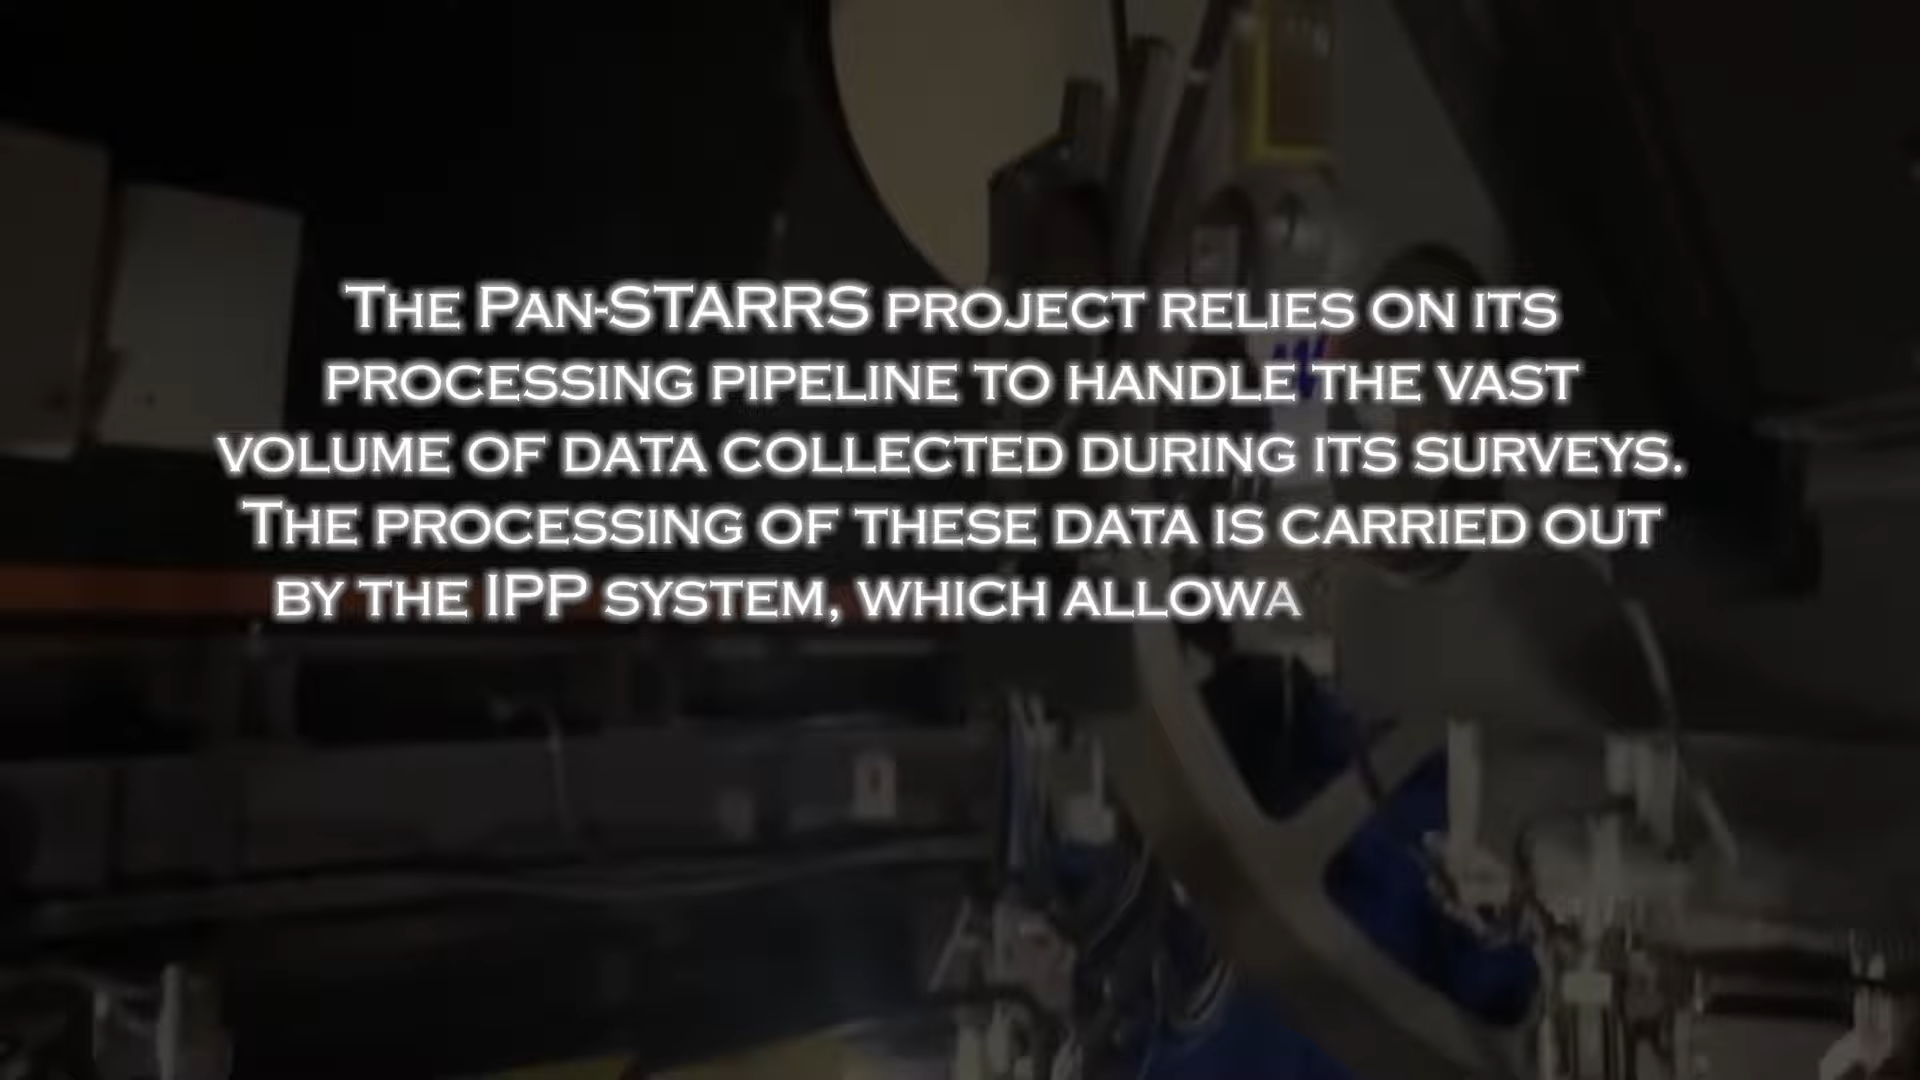 The Pan-STARRS project relies on its
processing pipeline to handle the vast
volume of data collected during its surveys.
The processing of these data is carried out
by the IPP system, which allowa